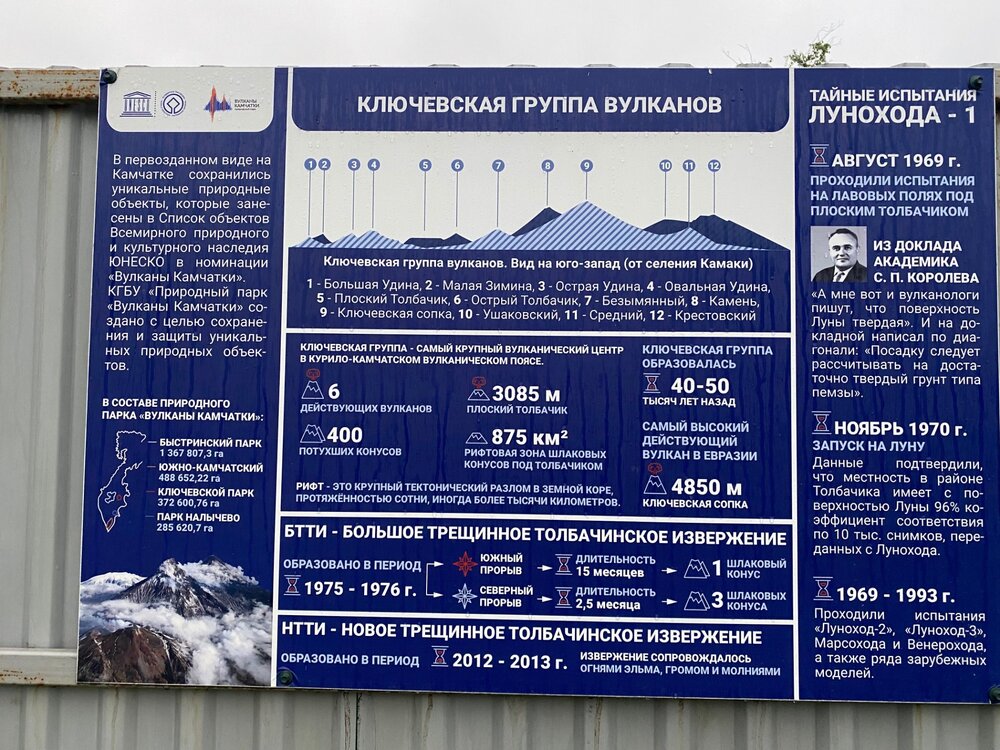 ВУЛКАНЫ
КАМЧАТКИ
В первозданном виде на
Камчатке сохранились
уникальные природные
объекты, которые зане-
сены в Список объектов
Всемирного природного
и культурного наследия
ЮНЕСКО в номинации
«Вулканы Камчатки».
КГБУ «Природный парк
«Вулканы Камчатки» со-
здано с целью сохране-
ния и защиты уникаль-
ных природных объек-
тов.
В СОСТАВЕ ПРИРОДНОГО
ПАРКА «ВУЛКАНЫ КАМЧАТКИ»:
БЫСТРИНСКИЙ ПАРК
1 367 807,3 га
ЮЖНО-КАМЧАТСКИЙ
488 652,22 га
КЛЮЧЕВСКОЙ ПАРК
372 600,76 га
ПАРК НАЛЫЧЕВО
285 620,7 га
КЛЮЧЕВСКАЯ ГРУППА ВУЛКАНОВ
1 2 3 4 5 6 7 8 9 10 11 12
Ключевская группа вулканов. Вид на юго-запад (от селения Камаки)
1 - Большая Удина, 2 - Малая Зимина, 3 - Острая Удина, 4 - Овальная Удина,
5 - Плоский Толбачик, 6 - Острый Толбачик, 7 - Безымянный, 8 - Камень,
9 - Ключевская сопка, 10 - Ушаковский, 11 - Средний, 12 - Крестовский
КЛЮЧЕВСКАЯ ГРУППА - САМЫЙ КРУПНЫЙ ВУЛКАНИЧЕСКИЙ ЦЕНТР
В КУРИЛО-КАМЧАТСКОМ ВУЛКАНИЧЕСКОМ ПОЯСЕ.
6
ДЕЙСТВУЮЩИХ ВУЛКАНОВ
3085 м
ПЛОСКИЙ ТОЛБАЧИК
400
ПОТУХШИХ КОНУСОВ
875 км²
РИФТОВАЯ ЗОНА ШЛАКОВЫХ
КОНУСОВ ПОД ТОЛБАЧИКОМ
РИФТ - ЭТО КРУПНЫЙ ТЕКТОНИЧЕСКИЙ РАЗЛОМ В ЗЕМНОЙ КОРЕ,
ПРОТЯЖЁННОСТЬЮ СОТНИ, ИНОГДА БОЛЕЕ ТЫСЯЧИ КИЛОМЕТРОВ.
КЛЮЧЕВСКАЯ ГРУППА
ОБРАЗОВАЛАСЬ
40-50
ТЫСЯЧ ЛЕТ НАЗАД
САМЫЙ ВЫСОКИЙ
ДЕЙСТВУЮЩИЙ
ВУЛКАН В ЕВРАЗИИ
4850 м
КЛЮЧЕВСКАЯ СОПКА
БТТИ - БОЛЬШОЕ ТРЕЩИННОЕ ТОЛБАЧИНСКОЕ ИЗВЕРЖЕНИЕ
ОБРАЗОВАНО В ПЕРИОД
1975 - 1976 г.
ЮЖНЫЙ
ПРОРЫВ
ДЛИТЕЛЬНОСТЬ
15 месяцев
1 ШЛАКОВЫЙ
КОНУС
СЕВЕРНЫЙ
ПРОРЫВ
ДЛИТЕЛЬНОСТЬ
2,5 месяца
3 ШЛАКОВЫХ
КОНУСА
НТТИ - НОВОЕ ТРЕЩИННОЕ ТОЛБАЧИНСКОЕ ИЗВЕРЖЕНИЕ
ОБРАЗОВАНО В ПЕРИОД 2012 - 2013 г.
ИЗВЕРЖЕНИЕ СОПРОВОЖДАЛОСЬ
ОГНЯМИ ЭЛЬМА, ГРОМОМ И МОЛНИЯМИ
ТАЙНЫЕ ИСПЫТАНИЯ
ЛУНОХОДА - 1
АВГУСТ 1969 г.
ПРОХОДИЛИ ИСПЫТАНИЯ
НА ЛАВОВЫХ ПОЛЯХ ПОД
ПЛОСКИМ ТОЛБАЧИКОМ
ИЗ ДОКЛАДА
АКАДЕМИКА
С. П. КОРОЛЕВА
«А мне вот и вулканологи
пишут, что поверхность
Луны твердая». И на до-
кладной написал по диа-
гонали: «Посадку следует
рассчитывать на доста-
точно твердый грунт типа
пемзы».
НОЯБРЬ 1970 г.
ЗАПУСК НА ЛУНУ
Данные подтвердили,
что местность в районе
Толбачика имеет с по-
верхностью Луны 96% ко-
эффициент соответствия
по 10 тыс. снимков, пере-
данных с Лунохода.
1969 - 1993 г.
Проходили испытания
«Луноход-2», «Луноход-3»,
Марсохода и Венерохода,
а также ряда зарубежных
моделей.